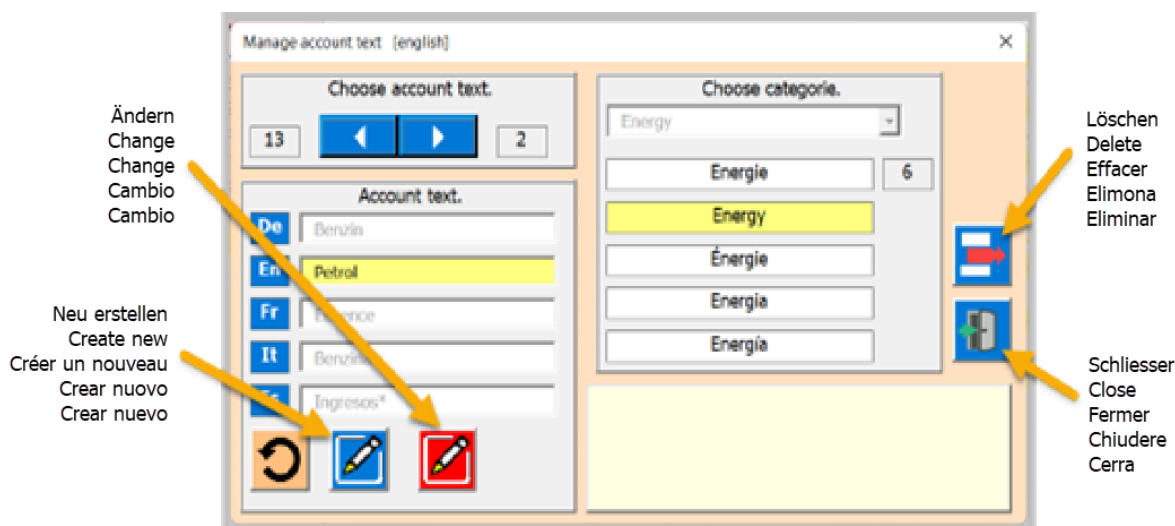 Manage account text [english]
Choose account text.
13
2
Account text.
De
Benzin
En
Petrol
Fr
It
Benzina
Ingresos*
Choose categorie.
Energy
Energie
6
Energy
Énergie
Energia
Energía
Ändern
Change
Change
Cambio
Cambio
Neu erstellen
Create new
Créer un nouveau
Crear nuovo
Crear nuevo
Löschen
Delete
Effacer
Elimona
Eliminar
Schliesser
Close
Fermer
Chiudere
Cerra